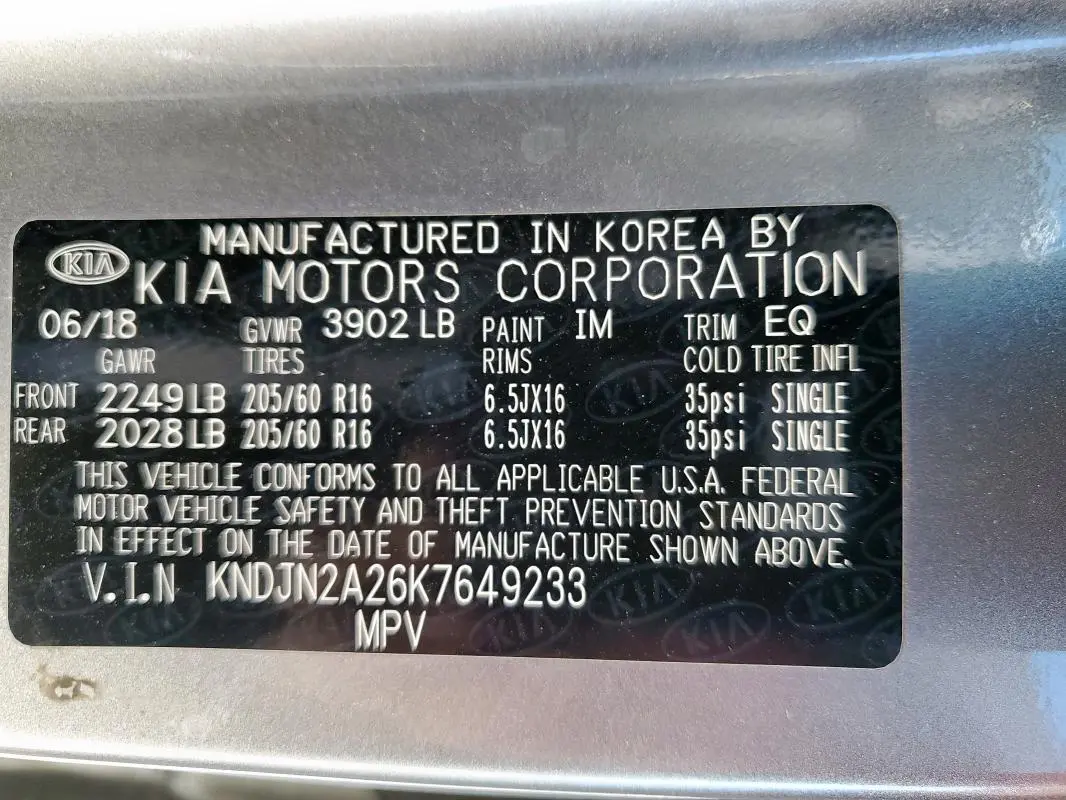 MANUFACTURED IN KOREA BY
KIA KIA MOTORS CORPORATION
06/18 GVWR 3902 LB PAINT IM TRIM EQ
GAWR TIRES RIMS COLD TIRE INFL
FRONT 2249 LB 205/60 R16 6.5JX16 35psi SINGLE
REAR 2028 LB 205/60 R16 6.5JX16 35psi SINGLE
THIS VEHICLE CONFORMS TO ALL APPLICABLE U.S.A. FEDERAL
MOTOR VEHICLE SAFETY AND THEFT PREVENTION STANDARDS
IN EFFECT ON THE DATE OF MANUFACTURE SHOWN ABOVE.
V.I.N KNDJN2A26K7649233
MPV